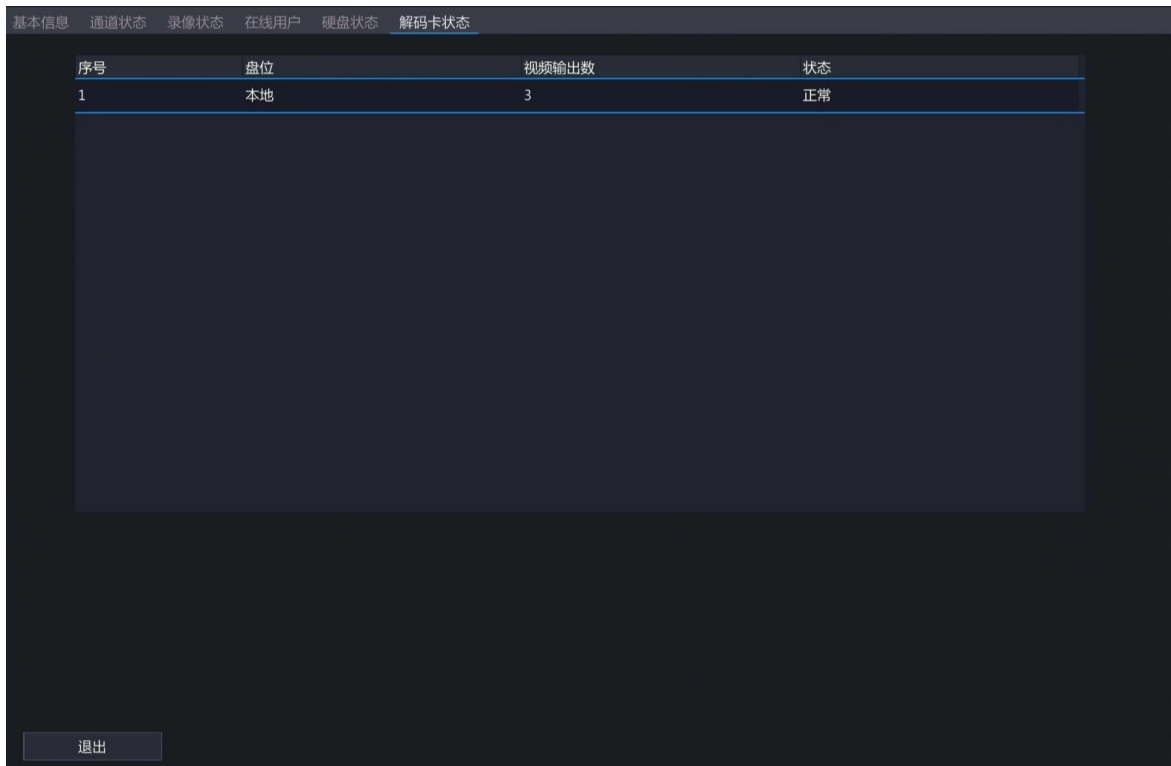 基本信息 通道状态 录像状态 在线用户 硬盘状态 解码卡状态
序号 盘位 视频输出数 状态
1 本地 3 正常
退出